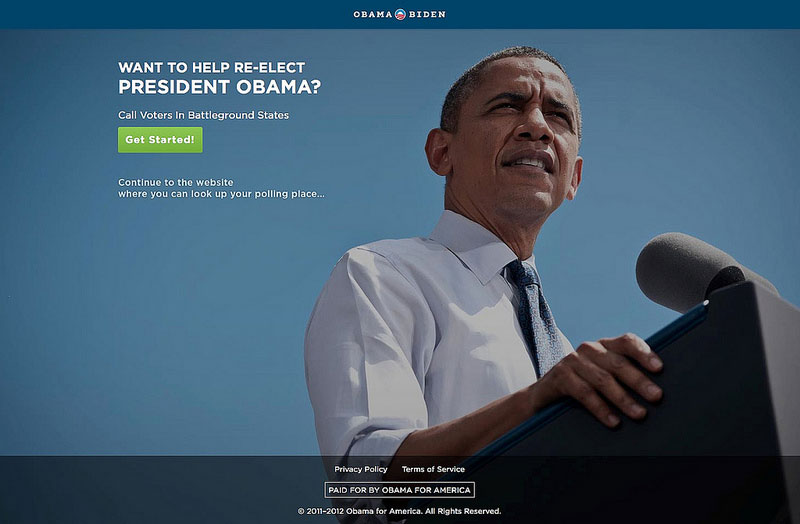 OBAMA BIDEN
WANT TO HELP RE-ELECT
PRESIDENT OBAMA?
Call Voters In Battleground States
Get Started!
Continue to the website
where you can look up your polling place...
Privacy Policy Terms of Service
PAID FOR BY OBAMA FOR AMERICA
© 2011–2012 Obama for America. All Rights Reserved.